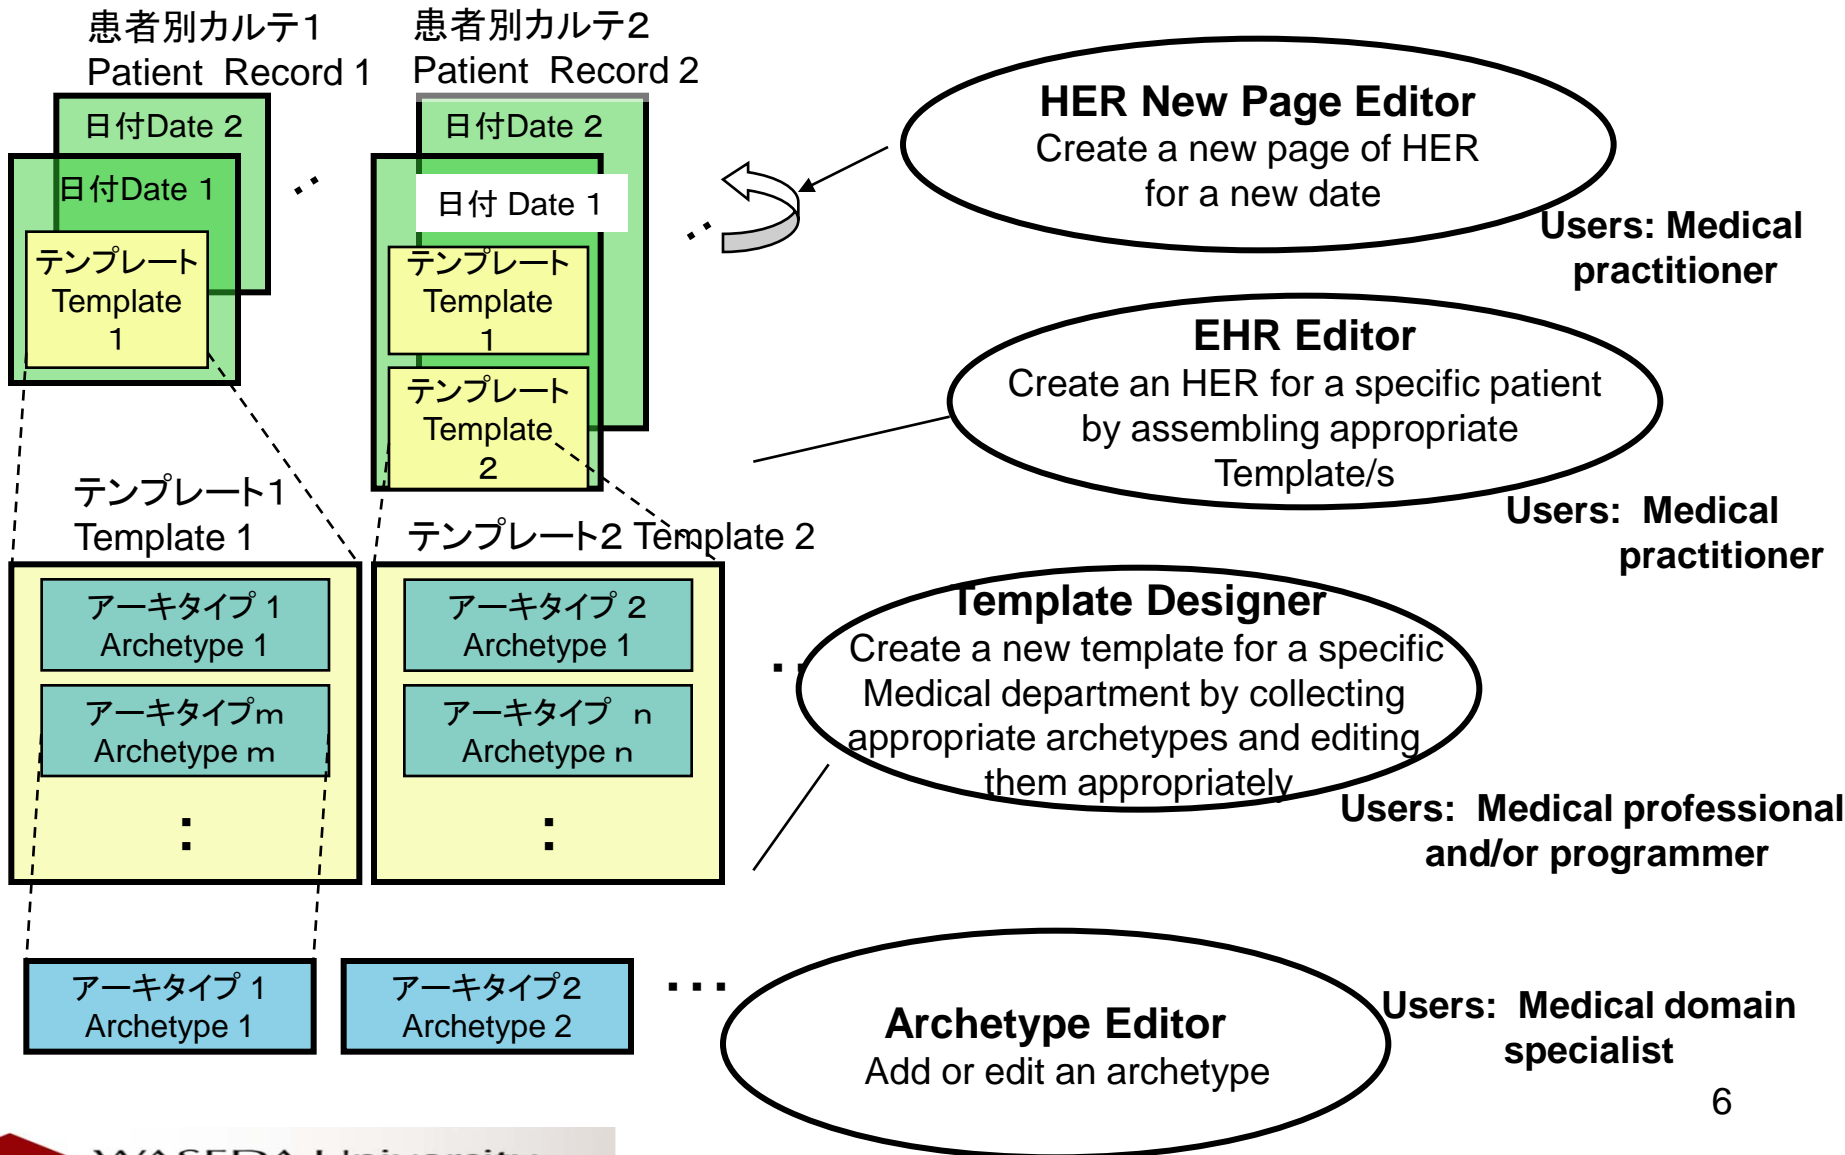 患者別カルテ1
Patient Record 1
患者別カルテ2
Patient Record 2
日付Date 2
日付Date 1
テンプレート
Template
1
日付Date 2
日付 Date 1
テンプレート
Template
1
テンプレート
Template
2
HER New Page Editor
Create a new page of HER
for a new date
Users: Medical
practitioner
EHR Editor
Create an HER for a specific patient
by assembling appropriate
Template/s
Users: Medical
practitioner
テンプレート1
Template 1
テンプレート2 Template 2
アーキタイプ 1
Archetype 1
アーキタイプm
Archetype m
:
アーキタイプ 2
Archetype 1
アーキタイプ n
Archetype n
:
Template Designer
Create a new template for a specific
Medical department by collecting
appropriate archetypes and editing
them appropriately
Users: Medical professional
and/or programmer
アーキタイプ 1
Archetype 1
アーキタイプ2
Archetype 2
...
Archetype Editor
Add or edit an archetype
Users: Medical domain
specialist
6
WASEDA University